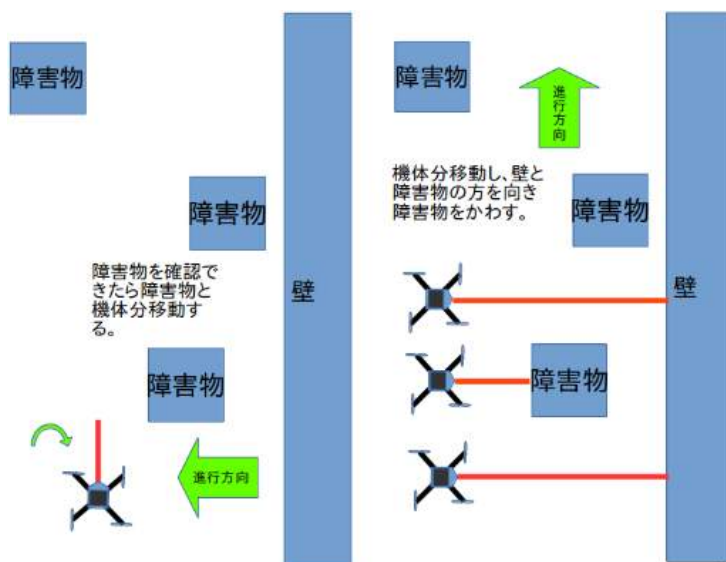 障害物
障害物
障害物を確認で
きたら障害物と
機体分移動す
る。
障害物
進行方向
壁
障害物
進行方向
機体分移動し、壁と
障害物の方を向き
障害物をかわす。
障害物
障害物
壁